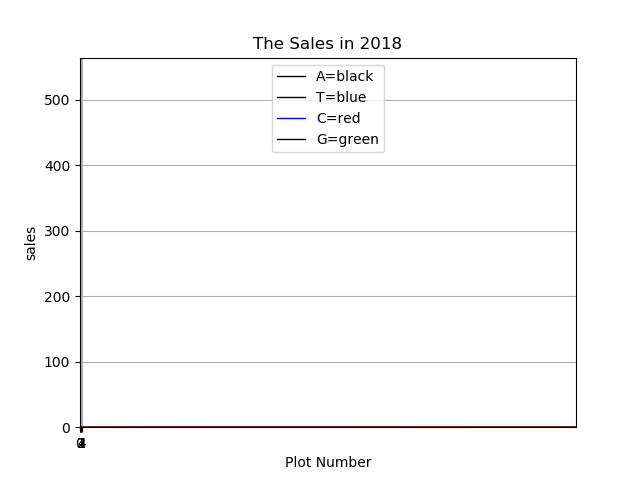 The Sales in 2018
A=black
T=blue
C=red
G=green
500
400
300
200
100
0
sales
Plot Number